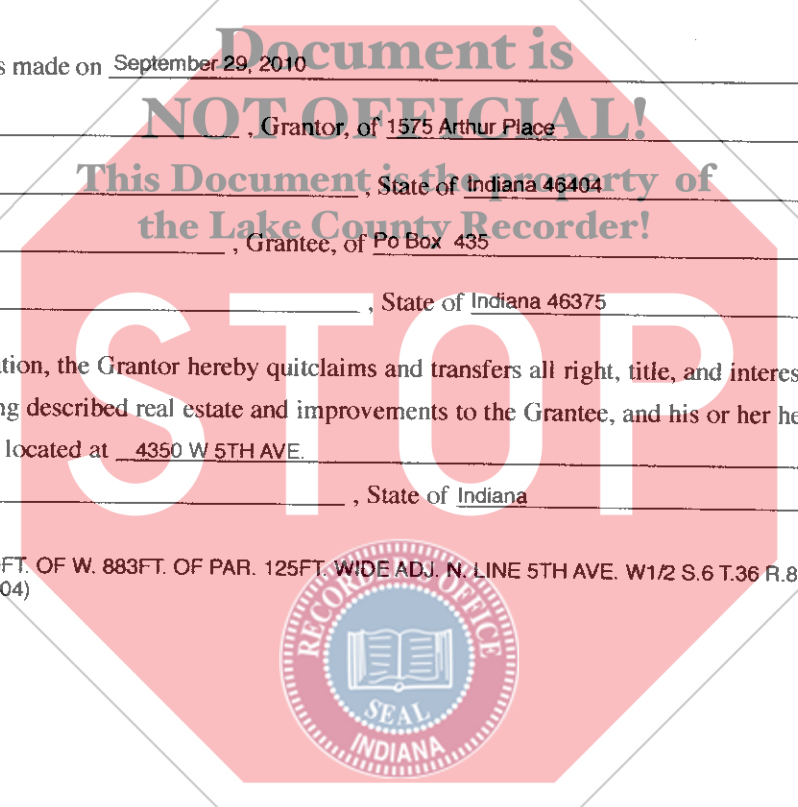 Document is
s made on September 29, 2010
NOT OFFICIAL!
, Grantor, of 1575 Arthur Place
This Document is the property of
, State of Indiana 46404
the Lake County Recorder!
, Grantee, of Po Box 435
, State of Indiana 46375
STOP
tion, the Grantor hereby quitclaims and transfers all right, title, and interes
ng described real estate and improvements to the Grantee, and his or her he
located at 4350 W 5TH AVE.
, State of Indiana
FT. OF W. 883FT. OF PAR. 125FT. WIDE ADJ. N. LINE 5TH AVE. W1/2 S.6 T.36 R.8
04)
RECORDER'S OFFICE
SEAL
INDIANA